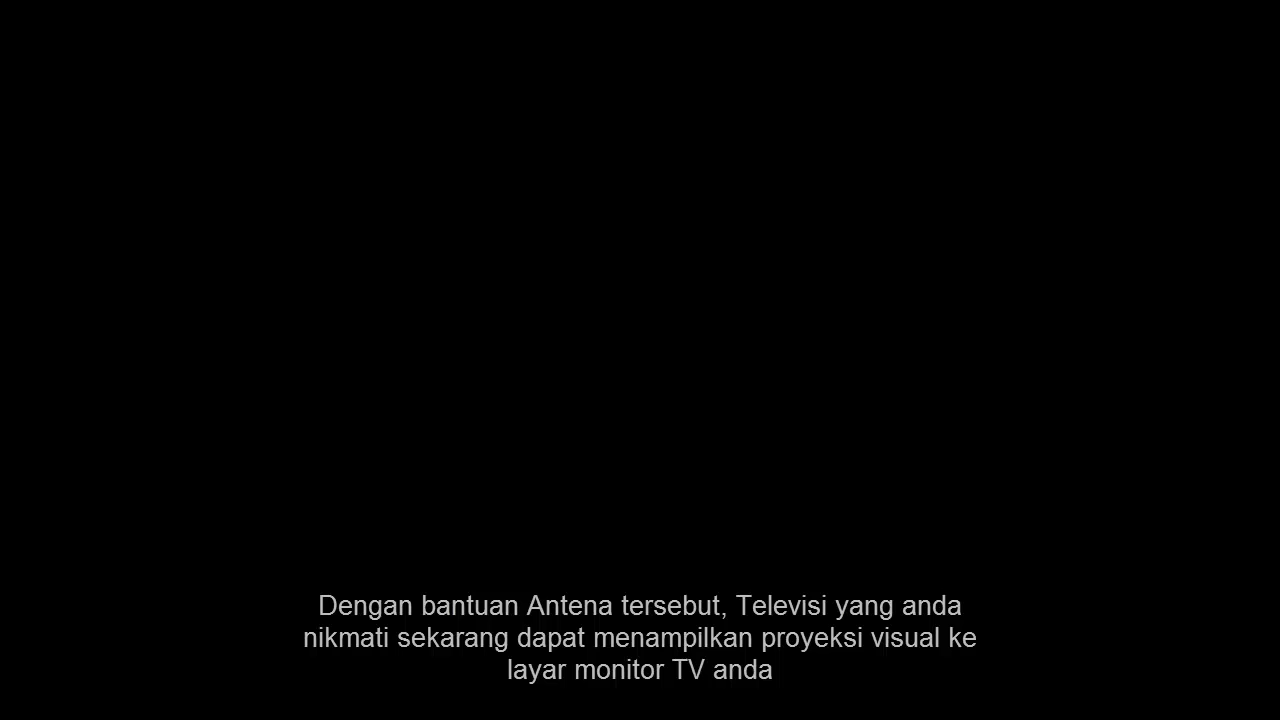 Dengan bantuan Antena tersebut, Televisi yang anda
nikmati sekarang dapat menampilkan proyeksi visual ke
layar monitor TV anda